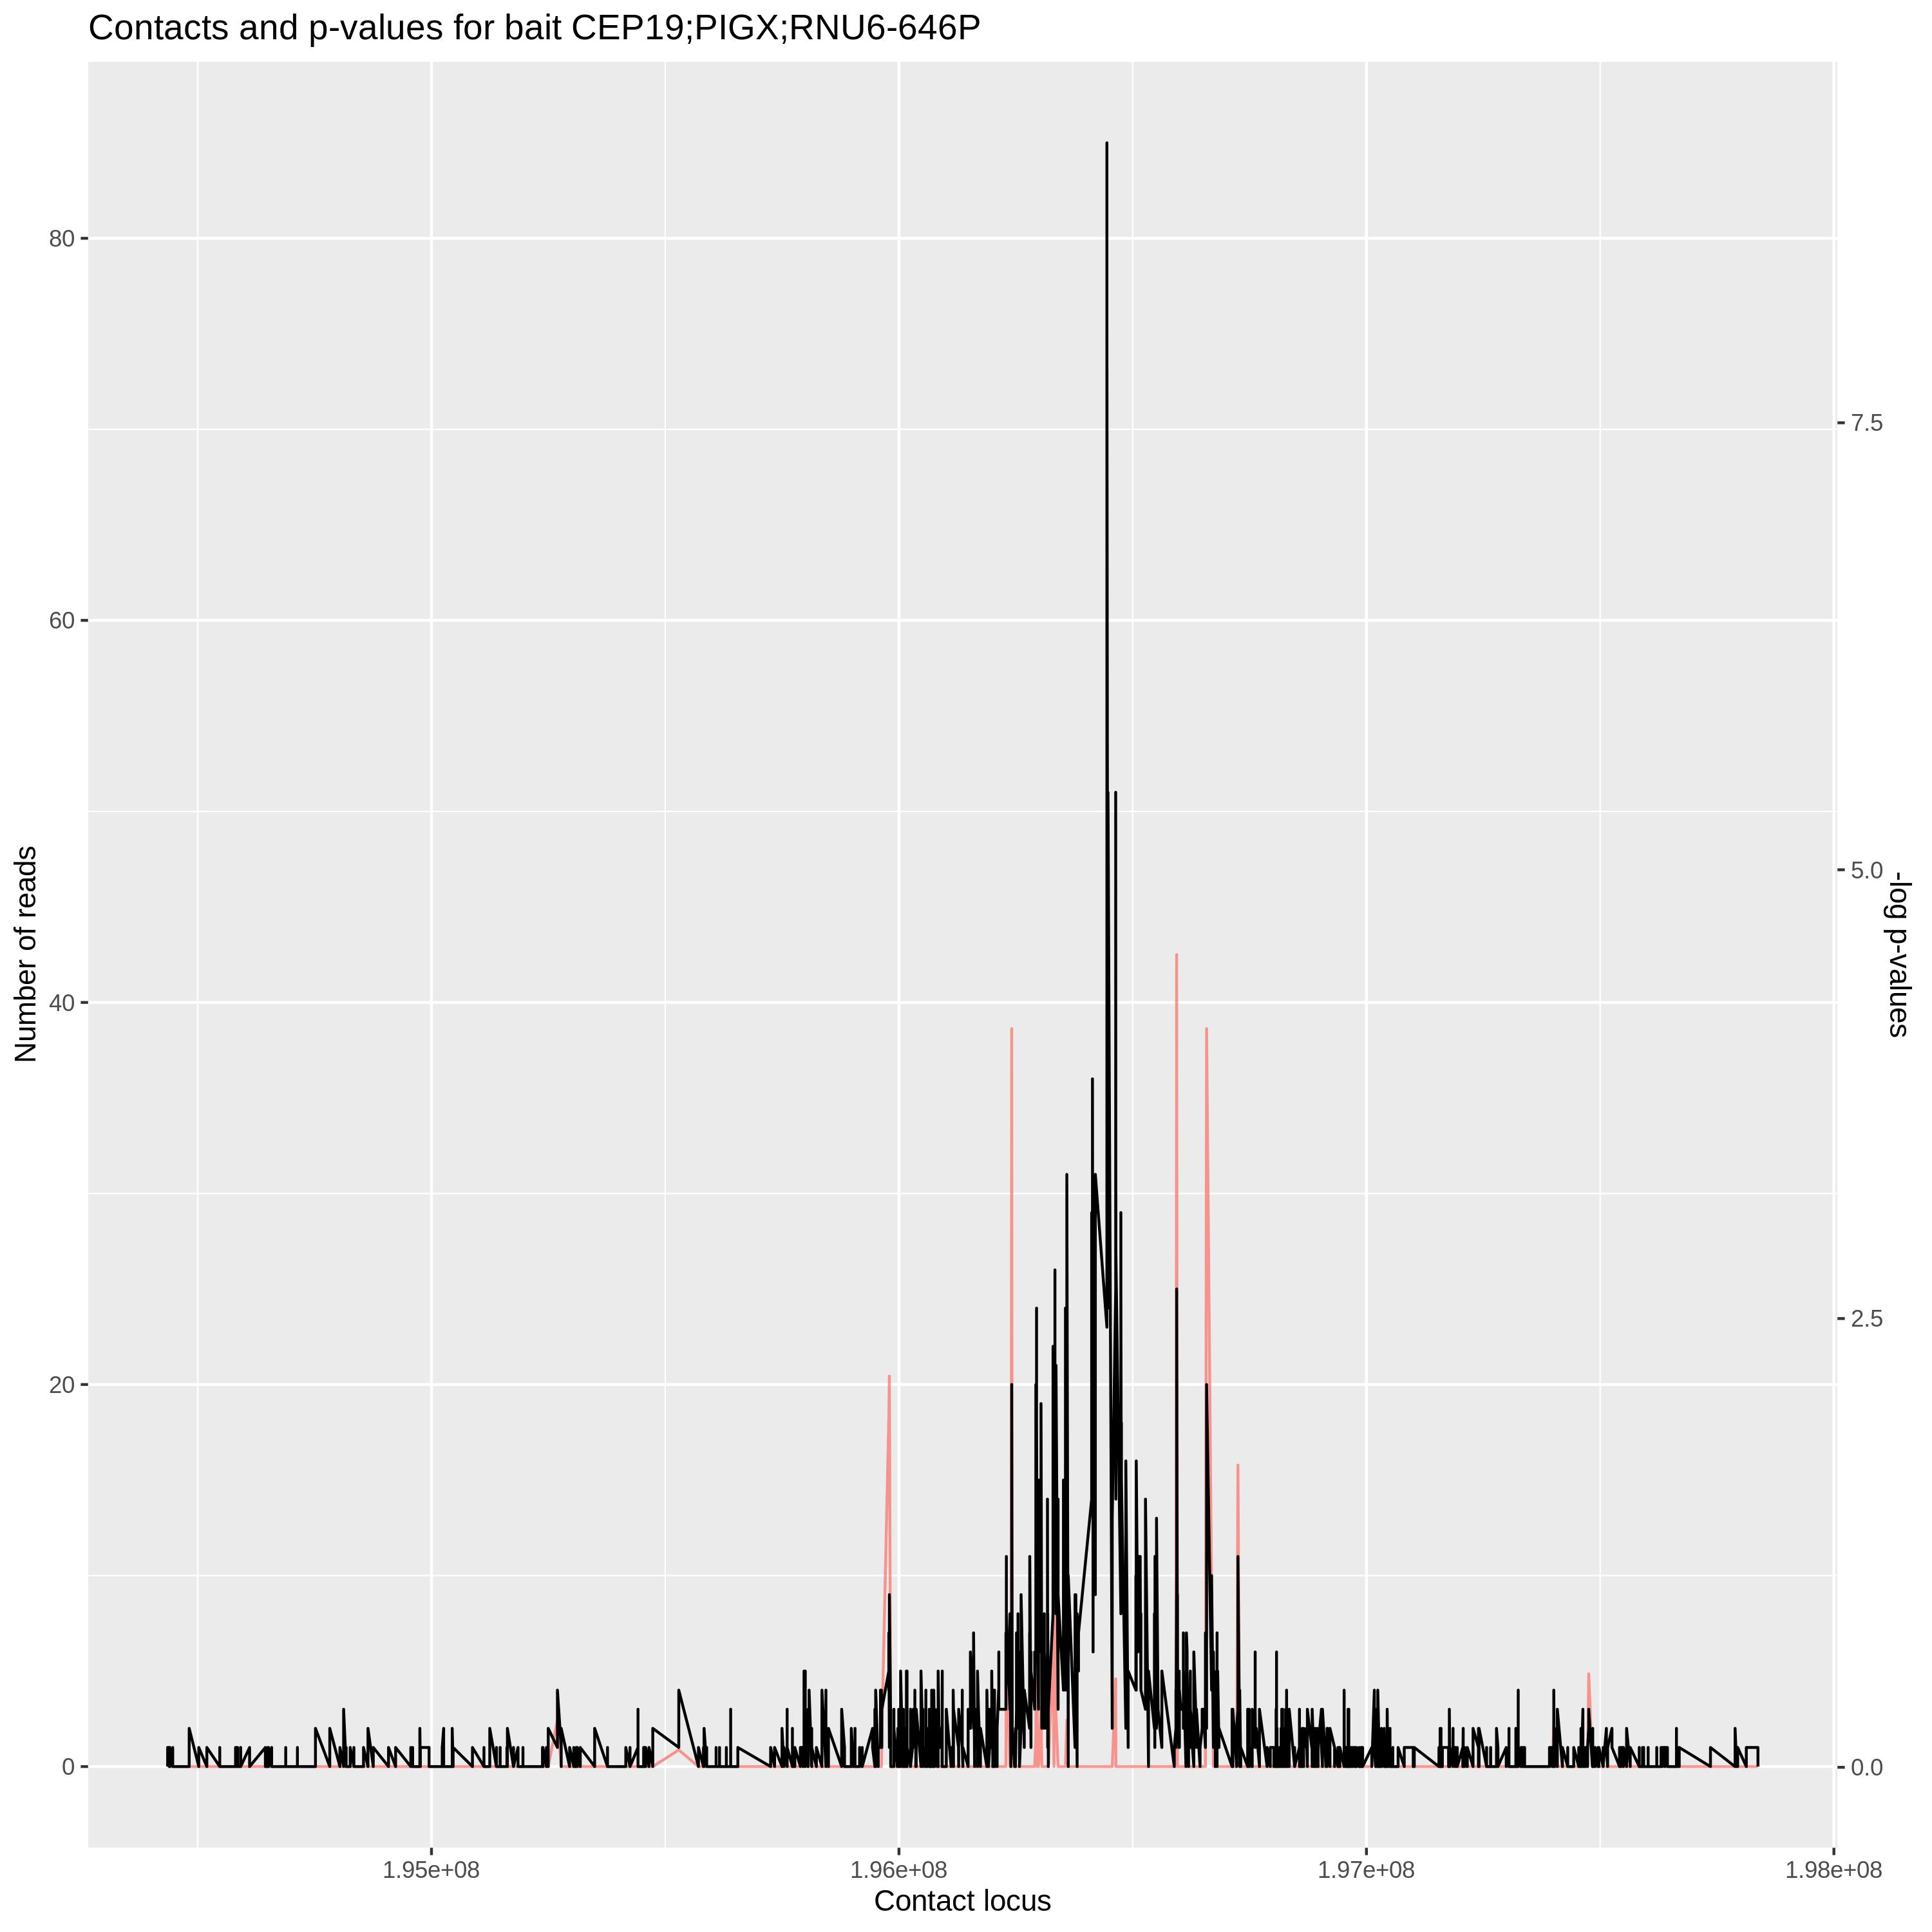 Contacts and p-values for bait CEP19;PIGX;RNU6-646P
80
60
40
20
0
7.5
5.0
2.5
0.0
Number of reads
-log p-values
1.95e+08
1.96e+08
1.97e+08
1.98e+08
Contact locus